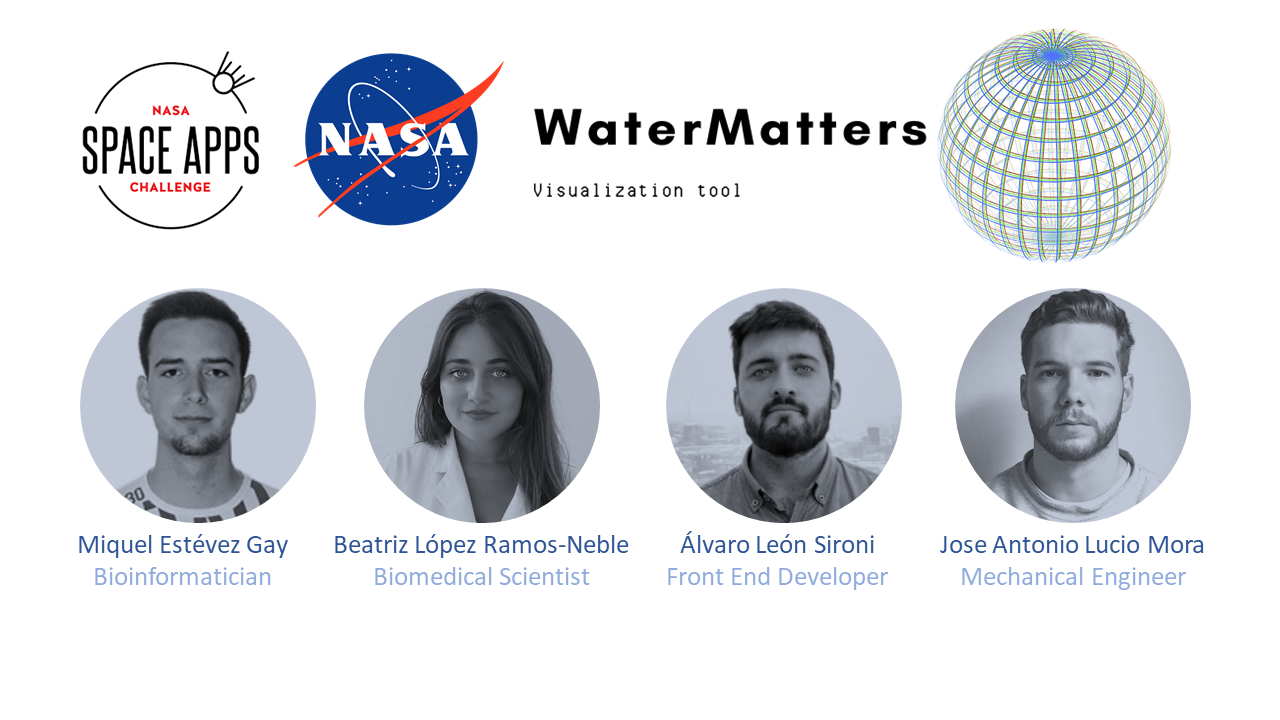 NASA
SPACE APPS
CHALLENGE
NASA
WaterMatters
Visualization tool
30
Miquel Estévez Gay
Beatriz López Ramos-Neble
Álvaro León Sironi
Jose Antonio Lucio Mora
Bioinformatician
Biomedical Scientist
Front End Developer
Mechanical Engineer